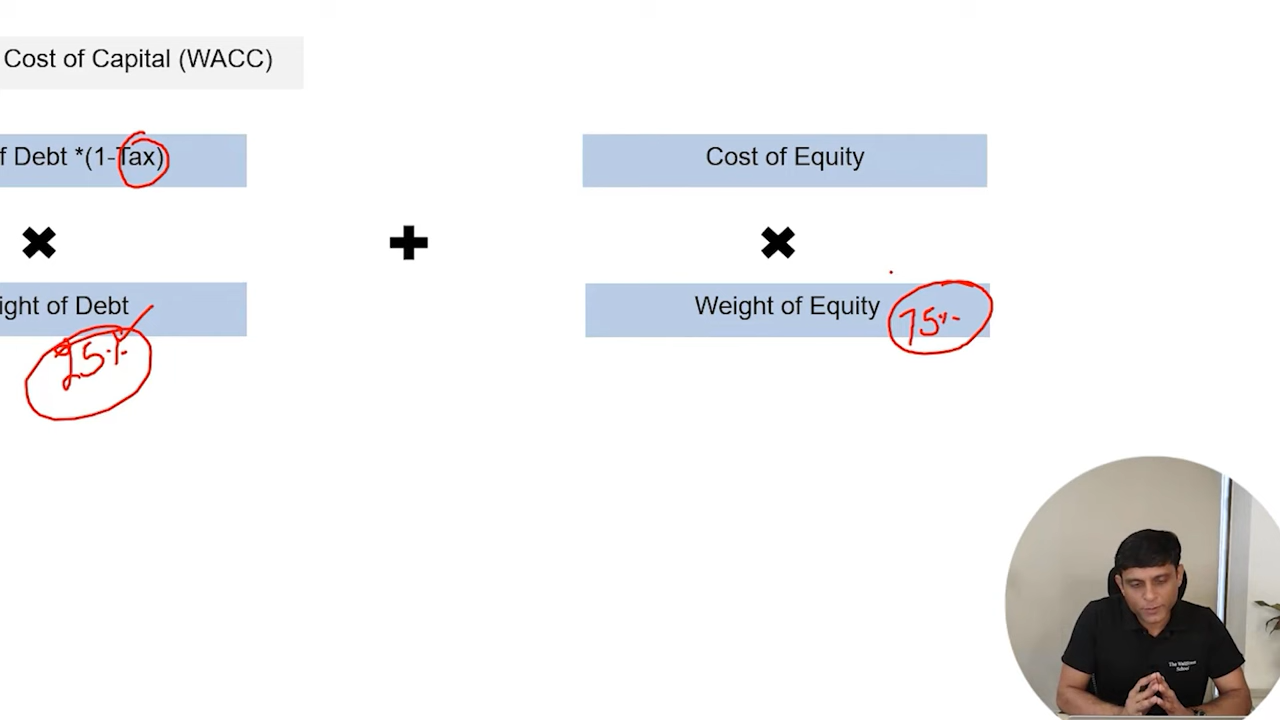 Cost of Capital (WACC)
f Debt *(1-Tax)
Cost of Equity
ight of Debt
Weight of Equity
75%
25%